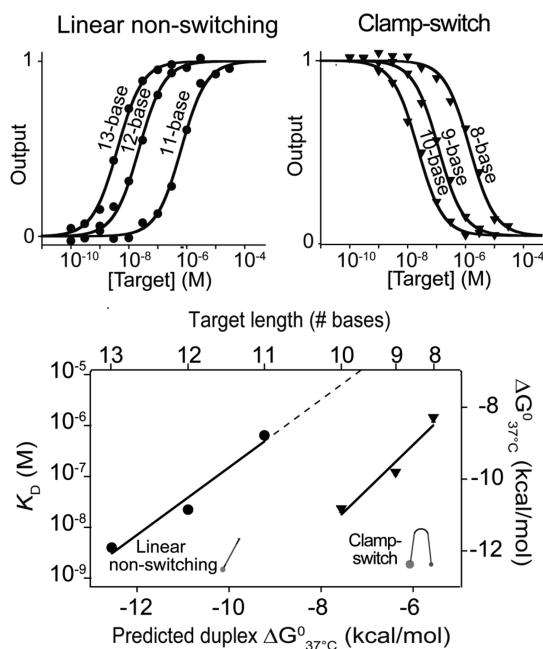 Linear non-switching
Clamp-switch
1
Output
0
13-base
12-base
11-base
10⁻¹⁰ 10⁻⁸ 10⁻⁶ 10⁻⁴
[Target] (M)
1
Output
0
10-base
9-base
8-base
10⁻¹⁰ 10⁻⁸ 10⁻⁶ 10⁻⁴
[Target] (M)
Target length (# bases)
13 12 11 10 9 8
10⁻⁵
10⁻⁶
10⁻⁷
10⁻⁸
10⁻⁹
K_D (M)
-8
-10
-12
ΔG⁰₃₇°C (kcal/mol)
Linear
non-switching
Clamp-
switch
-12 -10 -8 -6
Predicted duplex ΔG⁰₃₇°C (kcal/mol)